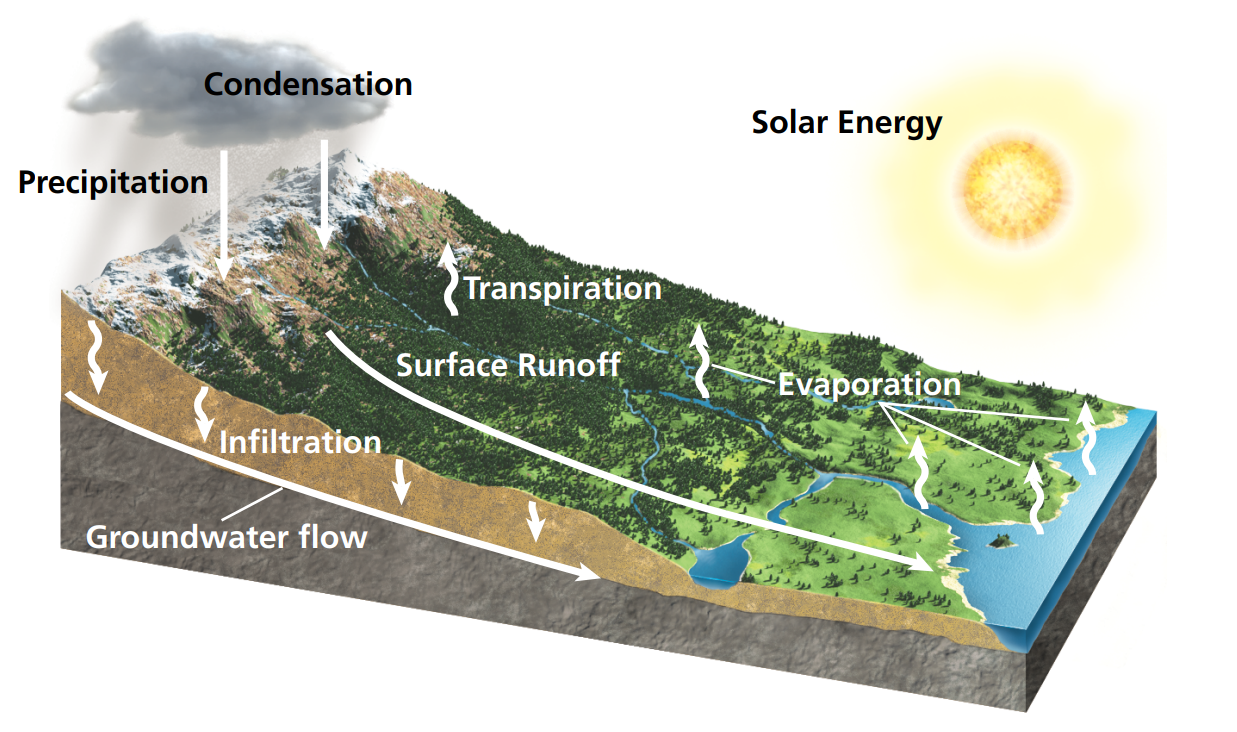 Condensation
Solar Energy
Precipitation
Transpiration
Surface Runoff
Evaporation
Infiltration
Groundwater flow